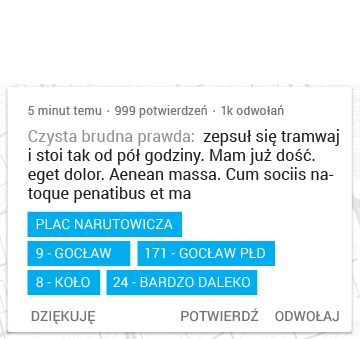 5 minut temu · 999 potwierdzeń · 1k odwołań
Czysta brudna prawda: zepsuł się tramwaj
i stoi tak od pół godziny. Mam już dość.
eget dolor. Aenean massa. Cum sociis na-
toque penatibus et ma
PLAC NARUTOWICZA
9 - GOCŁAW 171 - GOCŁAW PŁD
8 - KOŁO 24 - BARDZO DALEKO
DZIĘKUJĘ POTWIERDŹ ODWOŁAJ